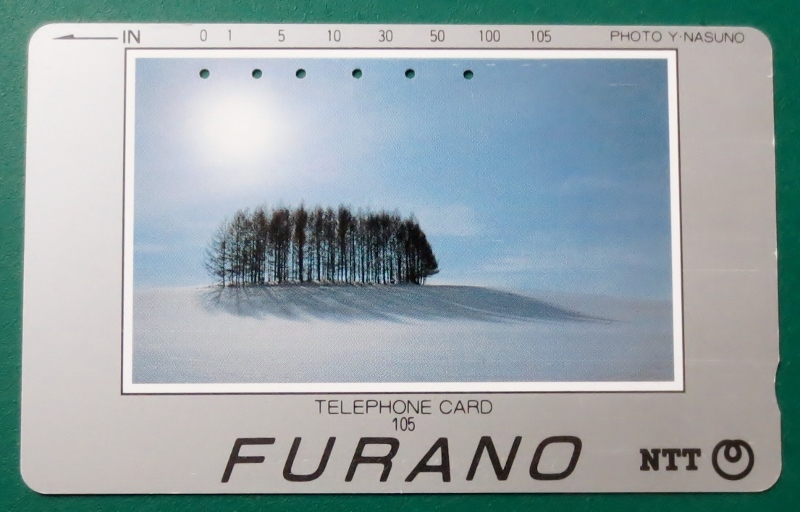 IN 0 1 5 10 30 50 100 105 PHOTO Y·NASUNO
TELEPHONE CARD
105
FURANO
NTT